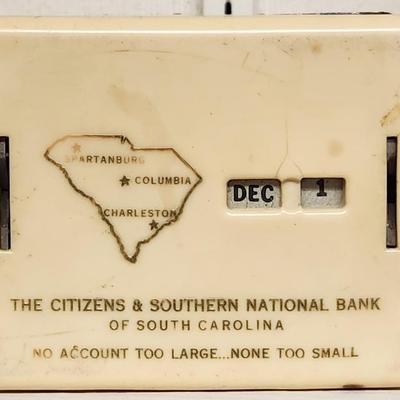 SPARTANBURG
COLUMBIA
CHARLESTON
DEC 1
THE CITIZENS & SOUTHERN NATIONAL BANK
OF SOUTH CAROLINA
NO ACCOUNT TOO LARGE...NONE TOO SMALL